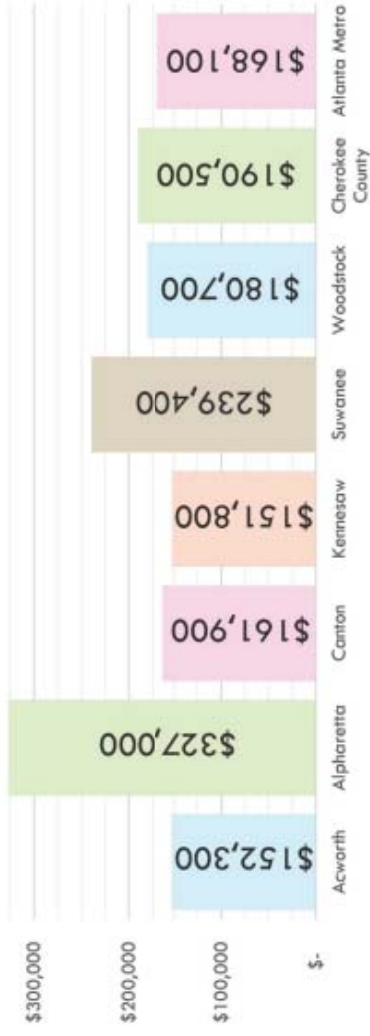 $300,000
$200,000
$100,000
$-
$152,300
$327,000
$161,900
$151,800
$239,400
$180,700
$190,500
$168,100
Acworth
Alpharetta
Canton
Kennesaw
Suwanee
Woodstock
Cherokee
County
Atlanta Metro